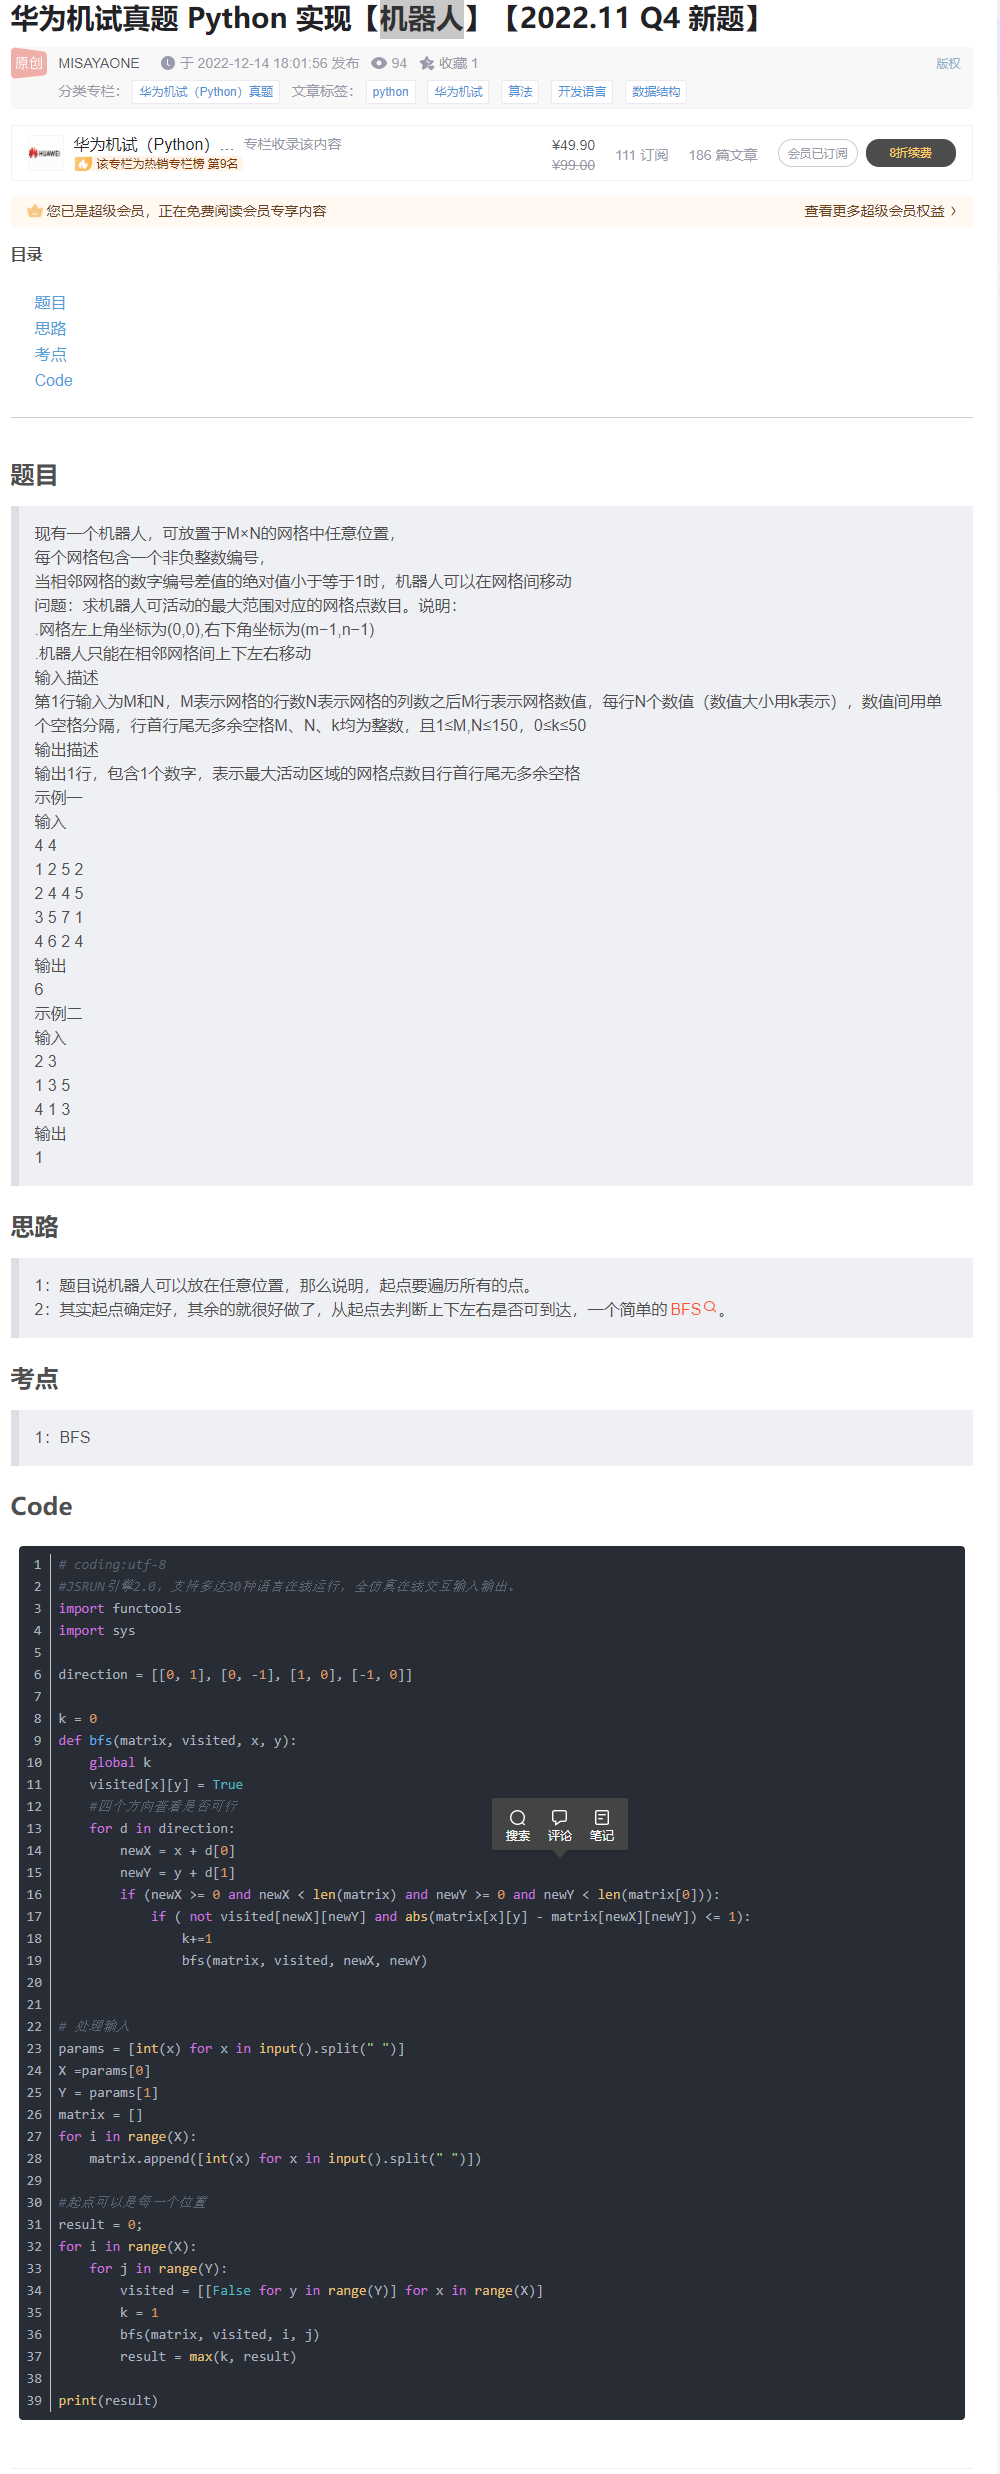 华为机试真题 Python 实现【机器人】【2022.11 Q4 新题】
原创 MISAYAONE 于 2022-12-14 18:01:56 发布 94 收藏 1 版权
分类专栏： 华为机试（Python）真题 文章标签： python 华为机试 算法 开发语言 数据结构
HUAWEI 华为机试（Python）... 专栏收录该内容
该专栏为热销专栏榜 第9名
¥49.90
¥99.00
111 订阅 186 篇文章 会员已订阅 8折续费
您已是超级会员，正在免费阅读会员专享内容 查看更多超级会员权益 >
目录
题目
思路
考点
Code
题目
现有一个机器人，可放置于M×N的网格中任意位置，
每个网格包含一个非负整数编号，
当相邻网格的数字编号差值的绝对值小于等于1时，机器人可以在网格间移动
问题：求机器人可活动的最大范围对应的网格点数目。说明：
.网格左上角坐标为(0,0),右下角坐标为(m−1,n−1)
.机器人只能在相邻网格间上下左右移动
输入描述
第1行输入为M和N，M表示网格的行数N表示网格的列数之后M行表示网格数值，每行N个数值（数值大小用k表示），数值间用单
个空格分隔，行首行尾无多余空格M、N、k均为整数，且1≤M,N≤150，0≤k≤50
输出描述
输出1行，包含1个数字，表示最大活动区域的网格点数目行首行尾无多余空格
示例一
输入
4 4
1 2 5 2
2 4 4 5
3 5 7 1
4 6 2 4
输出
6
示例二
输入
2 3
1 3 5
4 1 3
输出
1
思路
1：题目说机器人可以放在任意位置，那么说明，起点要遍历所有的点。
2：其实起点确定好，其余的就很好做了，从起点去判断上下左右是否可到达，一个简单的 BFS。
考点
1：BFS
Code
1 # coding:utf-8
2 #JSRUN引擎2.0，支持多达30种语言在线运行，全仿真在线交互输入输出。
3 import functools
4 import sys
5
6 direction = [[0, 1], [0, -1], [1, 0], [-1, 0]]
7
8 k = 0
9 def bfs(matrix, visited, x, y):
10 global k
11 visited[x][y] = True
12 #四个方向查看是否可行
13 for d in direction:
14 newX = x + d[0]
15 newY = y + d[1]
16 if (newX >= 0 and newX < len(matrix) and newY >= 0 and newY < len(matrix[0])):
17 if ( not visited[newX][newY] and abs(matrix[x][y] - matrix[newX][newY]) <= 1):
18 k+=1
19 bfs(matrix, visited, newX, newY)
20
21
22 # 处理输入
23 params = [int(x) for x in input().split(" ")]
24 X =params[0]
25 Y = params[1]
26 matrix = []
27 for i in range(X):
28 matrix.append([int(x) for x in input().split(" ")])
29
30 #起点可以是每一个位置
31 result = 0;
32 for i in range(X):
33 for j in range(Y):
34 visited = [[False for y in range(Y)] for x in range(X)]
35 k = 1
36 bfs(matrix, visited, i, j)
37 result = max(k, result)
38
39 print(result)
搜索 评论 笔记